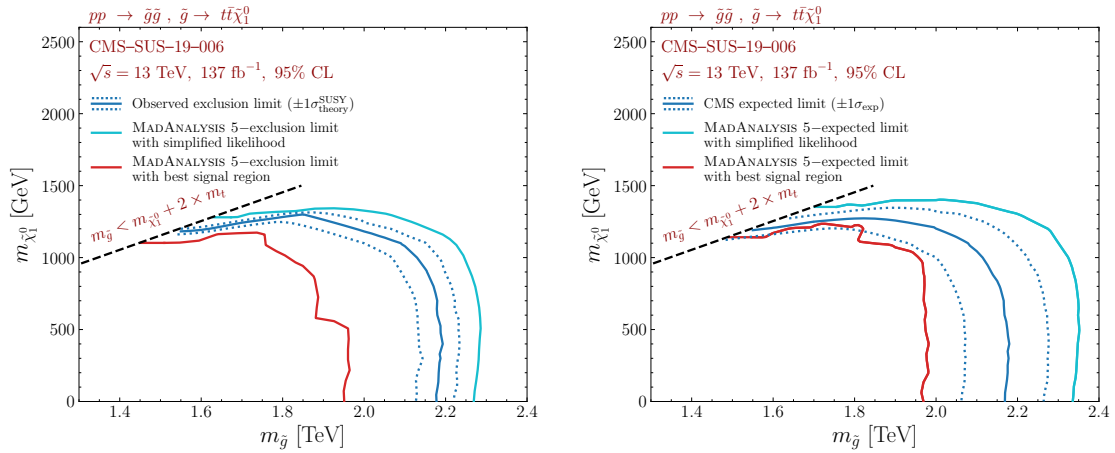 pp → g̃g̃ , g̃ → tt̄χ̃₁⁰
CMS–SUS–19–006
√s = 13 TeV, 137 fb⁻¹, 95% CL
Observed exclusion limit (±1σ_theory^SUSY)
MADANALYSIS 5−exclusion limit
with simplified likelihood
MADANALYSIS 5−exclusion limit
with best signal region
m_g̃ < m_χ̃₁⁰ + 2 × m_t
m_χ̃₁⁰ [GeV]
2500
2000
1500
1000
500
0
1.4 1.6 1.8 2.0 2.2 2.4
m_g̃ [TeV]
pp → g̃g̃ , g̃ → tt̄χ̃₁⁰
CMS–SUS–19–006
√s = 13 TeV, 137 fb⁻¹, 95% CL
CMS expected limit (±1σ_exp)
MADANALYSIS 5−expected limit
with simplified likelihood
MADANALYSIS 5−expected limit
with best signal region
m_g̃ < m_χ̃₁⁰ + 2 × m_t
m_χ̃₁⁰ [GeV]
2500
2000
1500
1000
500
0
1.4 1.6 1.8 2.0 2.2 2.4
m_g̃ [TeV]